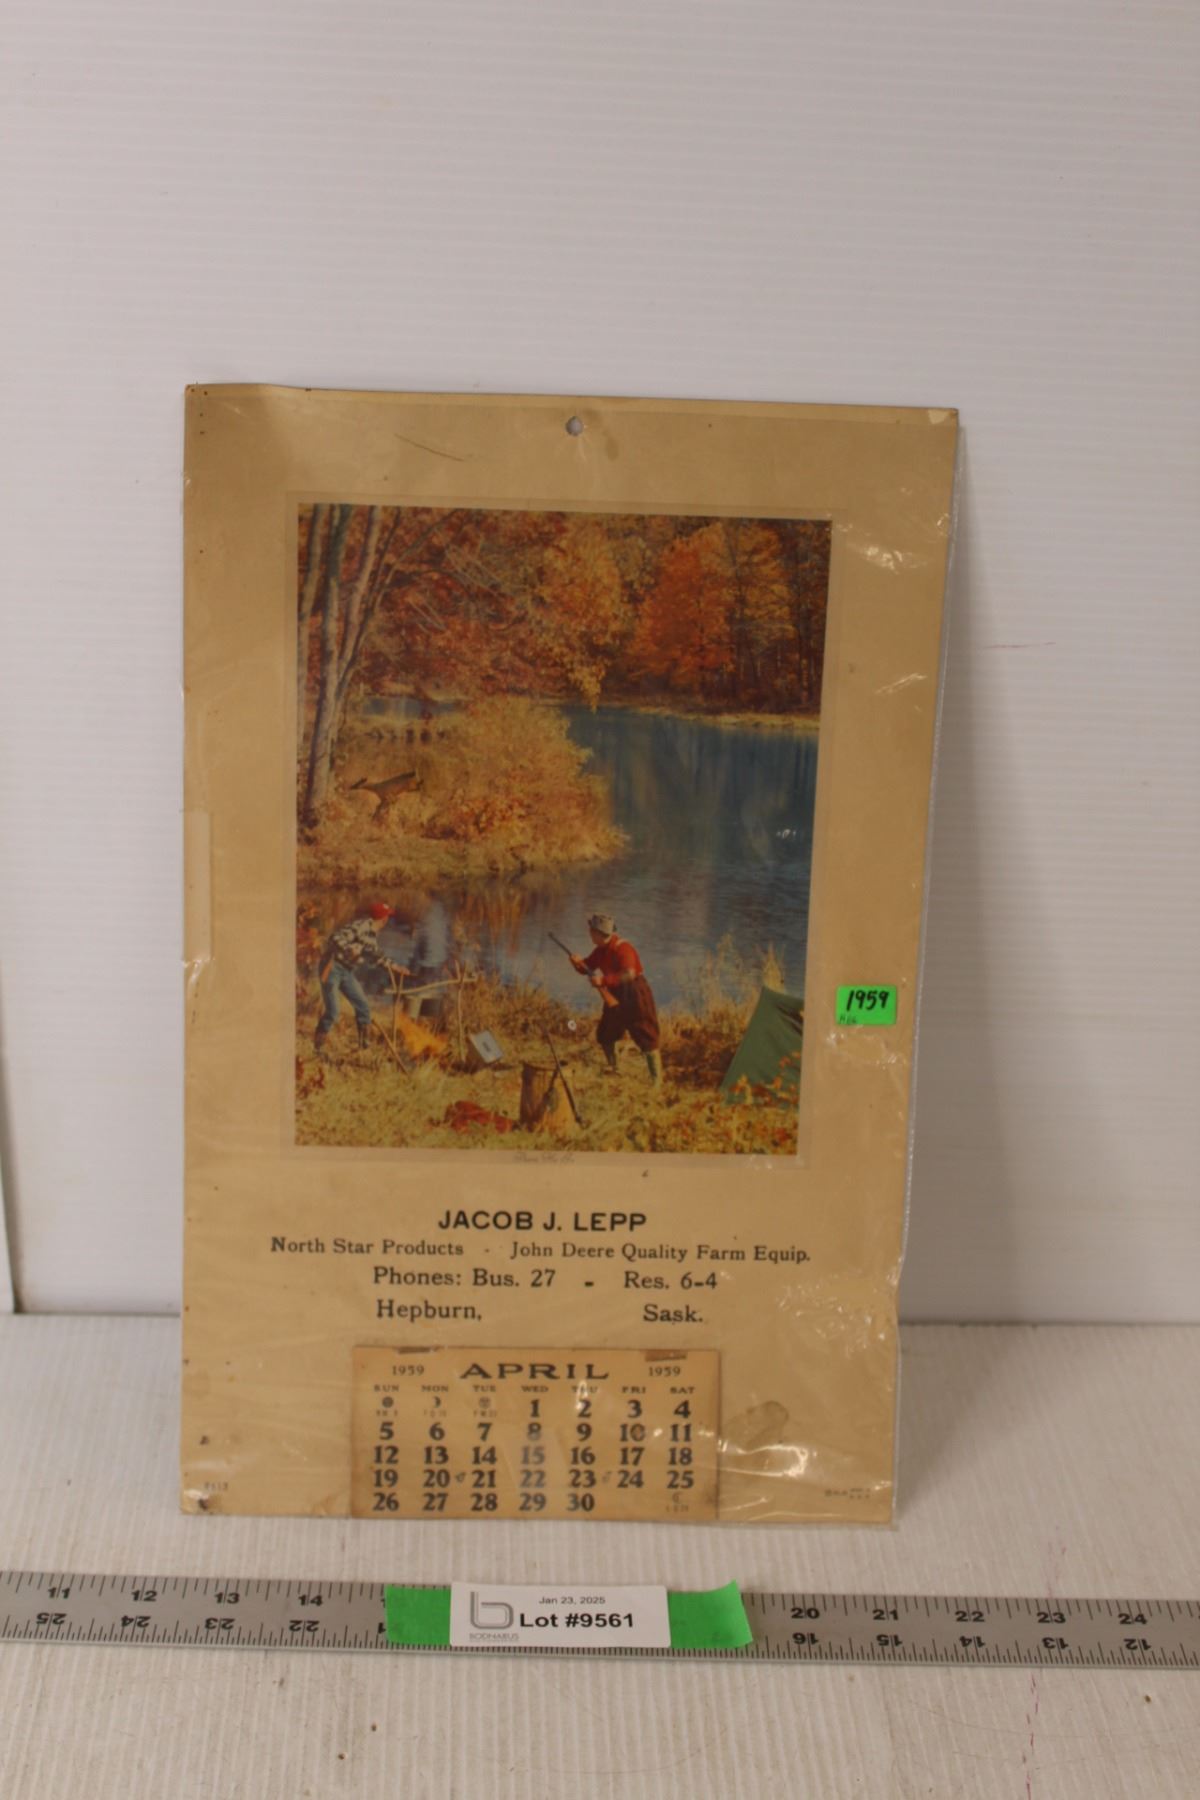 1959
JACOB J. LEPP
North Star Products - John Deere Quality Farm Equip.
Phones: Bus. 27 - Res. 6-4
Hepburn, Sask.
1959 APRIL 1959
SUN MON TUE WED THU FRI SAT
1 2 3 4
5 6 7 8 9 10 11
12 13 14 15 16 17 18
19 20 21 22 23 24 25
26 27 28 29 30
11 12 13 14 20 21 22 23 24
25 24 23 22 16 15 14 13 12
Jan 23, 2025
Lot #9561
BODNARUS